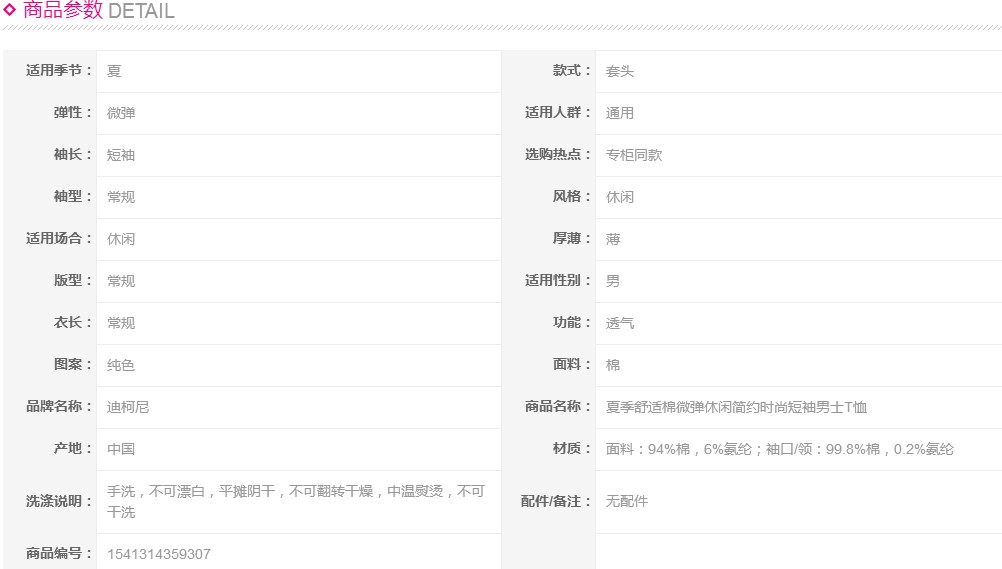 商品参数 DETAIL
适用季节： 夏 款式： 套头
弹性： 微弹 适用人群： 通用
袖长： 短袖 选购热点： 专柜同款
袖型： 常规 风格： 休闲
适用场合： 休闲 厚薄： 薄
版型： 常规 适用性别： 男
衣长： 常规 功能： 透气
图案： 纯色 面料： 棉
品牌名称： 迪柯尼 商品名称： 夏季舒适棉微弹休闲简约时尚短袖男士T恤
产地： 中国 材质： 面料：94%棉，6%氨纶；袖口/领：99.8%棉，0.2%氨纶
洗涤说明： 手洗，不可漂白，平摊阴干，不可翻转干燥，中温熨烫，不可
干洗 配件/备注： 无配件
商品编号： 1541314359307